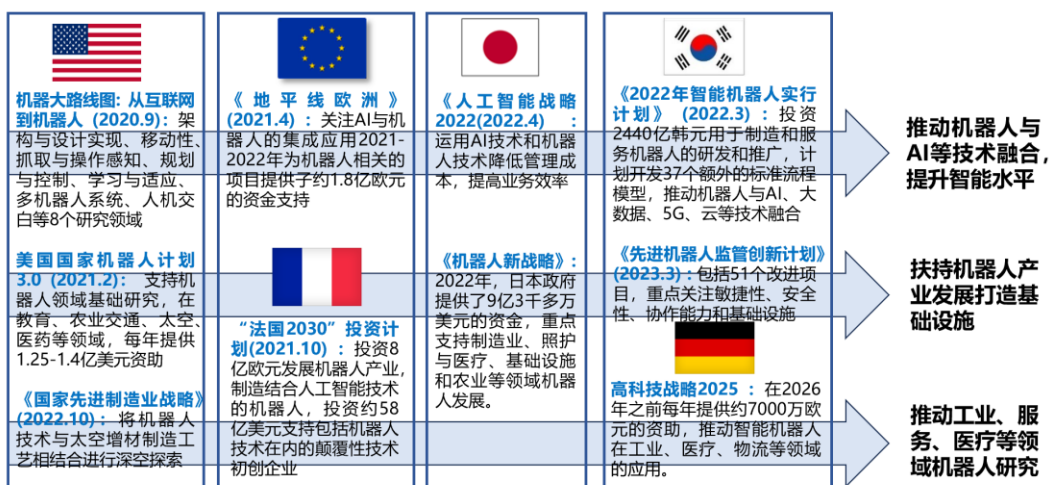 机器大路线图: 从互联网
到机器人 (2020.9): 架
构与设计实现、移动性、
抓取与操作感知、规划
与控制、学习与适应、
多机器人系统、人机交
白等8个研究领域
美国国家机器人计划
3.0 (2021.2): 支持机
器人领域基础研究, 在
教育、农业交通、太空、
医药等领域, 每年提供
1.25-1.4亿美元资助
《国家先进制造业战略》
(2022.10): 将机器人
技术与太空增材制造工
艺相结合进行深空探索
《地平线欧洲》
(2021.4): 关注AI与机
器人的集成应用2021-
2022年为机器人相关的
项目提供子约1.8亿欧元
的资金支持
“法国2030”投资计
划(2021.10): 投资8
亿欧元发展机器人产业,
制造结合人工智能技术
的机器人, 投资约58
亿美元支持包括机器人
技术在内的颠覆性技术
初创企业
《人工智能战略
2022(2022.4):
运用AI技术和机器
人技术降低管理成
本, 提高业务效率
《机器人新战略》:
2022年, 日本政府
提供了9亿3千多万
美元的资金, 重点
支持制造业、照护
与医疗、基础设施
和农业等领域机器
人发展。
《2022年智能机器人实行
计划》(2022.3): 投资
2440亿韩元用于制造和服
务机器人的研发和推广, 计
划开发37个额外的标准流程
模型, 推动机器人与AI、大
数据、5G、云等技术融合
《先进机器人监管创新计划》
(2023.3): 包括51个改进项
目, 重点关注敏捷性、安全
性、协作能力和基础设施
高科技战略2025 : 在2026
年之前每年提供约7000万欧
元的资助, 推动智能机器人
在工业、医疗、物流等领域
的应用。
推动机器人与
AI等技术融合,
提升智能水平
扶持机器人产
业发展打造基
础设施
推动工业、服
务、医疗等领
域机器人研究